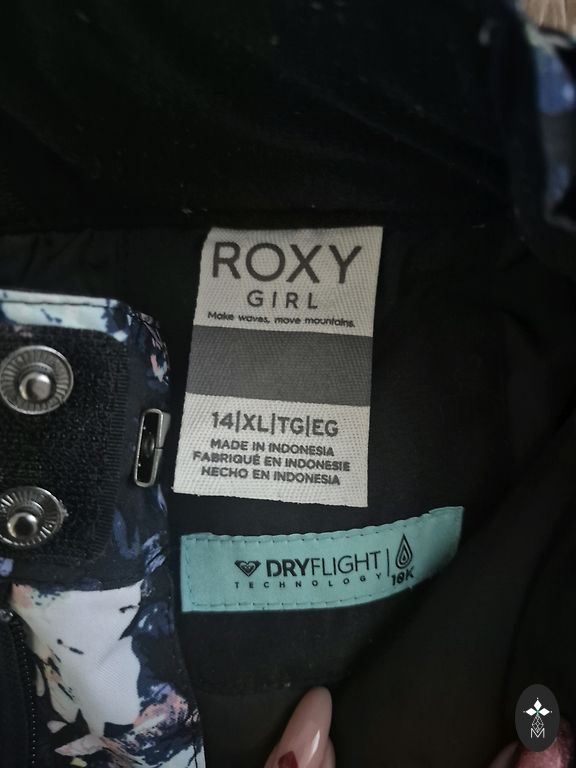 ROXY
GIRL
Make waves, move mountains.
14|XL|TG|EG
MADE IN INDONESIA
FABRIQUÉ EN INDONESIE
HECHO EN INDONESIA
DRYFLIGHT
TECHNOLOGY
10K
M